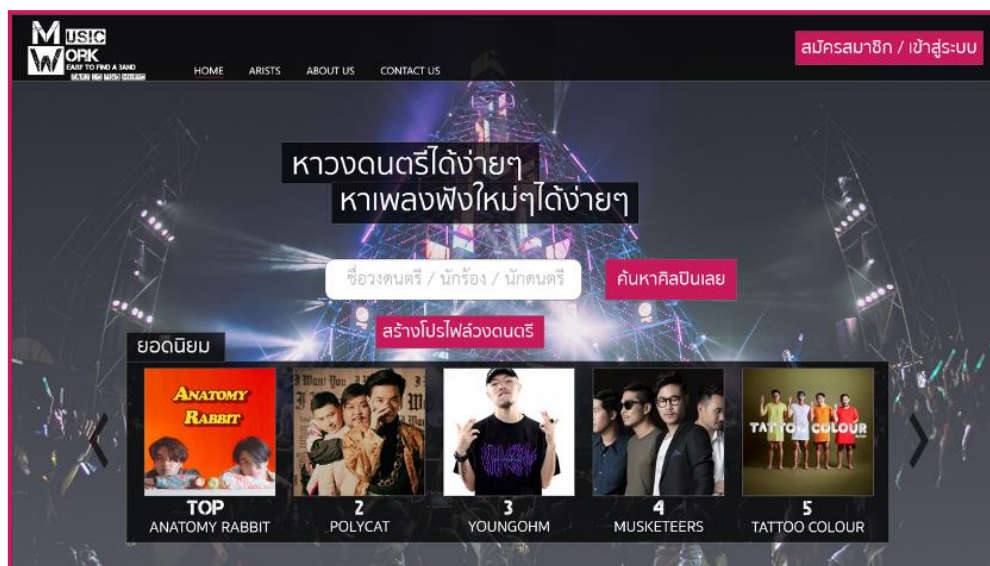 MUSIC
WORK
EASY TO FIND A BAND
EASY TO FIND MUSIC
HOME ARISTS ABOUT US CONTACT US
สมัครสมาชิก / เข้าสู่ระบบ
หาวงดนตรีได้ง่ายๆ
หาเพลงฟังใหม่ๆได้ง่ายๆ
ชื่อวงดนตรี / นักร้อง / นักดนตรี
ค้นหาศิลปินเลย
สร้างโปรไฟล์วงดนตรี
ยอดนิยม
ANATOMY
RABBIT
I Want You
TATTOO COLOUR
TOP 2 3 4 5
ANATOMY RABBIT POLYCAT YOUNGOHM MUSKETEERS TATTOO COLOUR